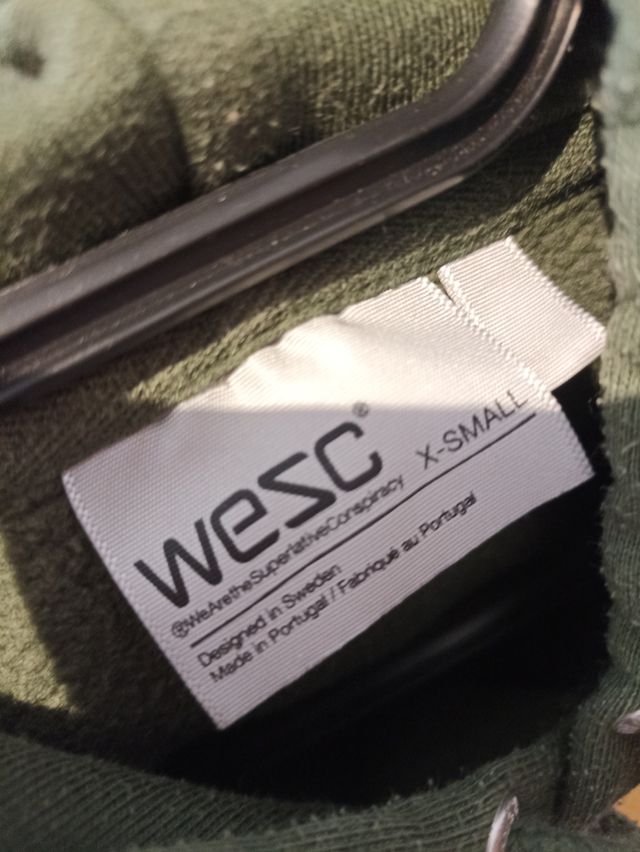 wesc®
X-SMALL
@WeAretheSuperlativeConspiracy
Designed in Sweden
Made in Portugal / Fabriqué au Portugal